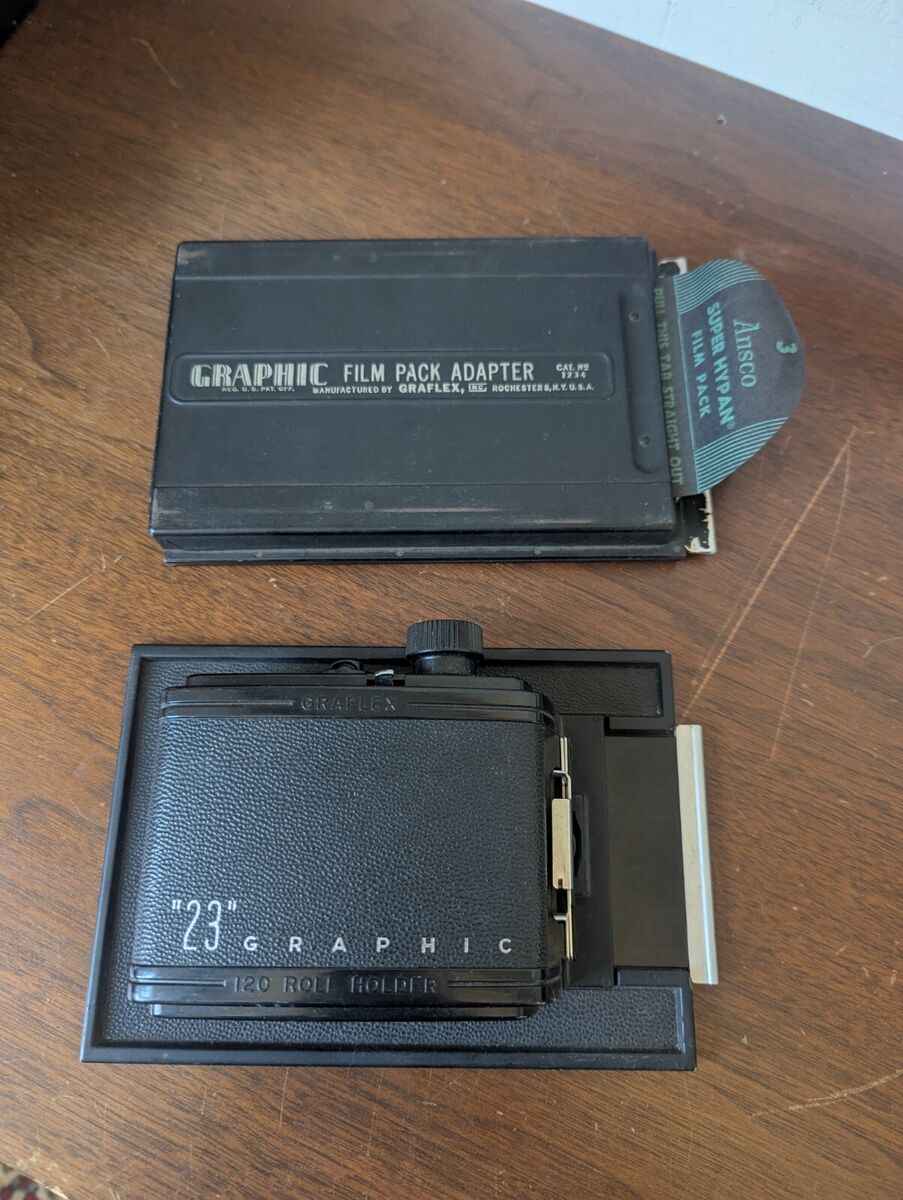 GRAPHIC FILM PACK ADAPTER CAT. Nº 1234
REG. U.S. PAT. OFF. MANUFACTURED BY GRAFLEX, INC. ROCHESTER 8, N.Y. U.S.A.
PULL THIS TAB STRAIGHT OUT
Ansco
SUPER HYPAN®
FILM PACK
3
GRAFLEX
"23" GRAPHIC
120 ROLL HOLDER